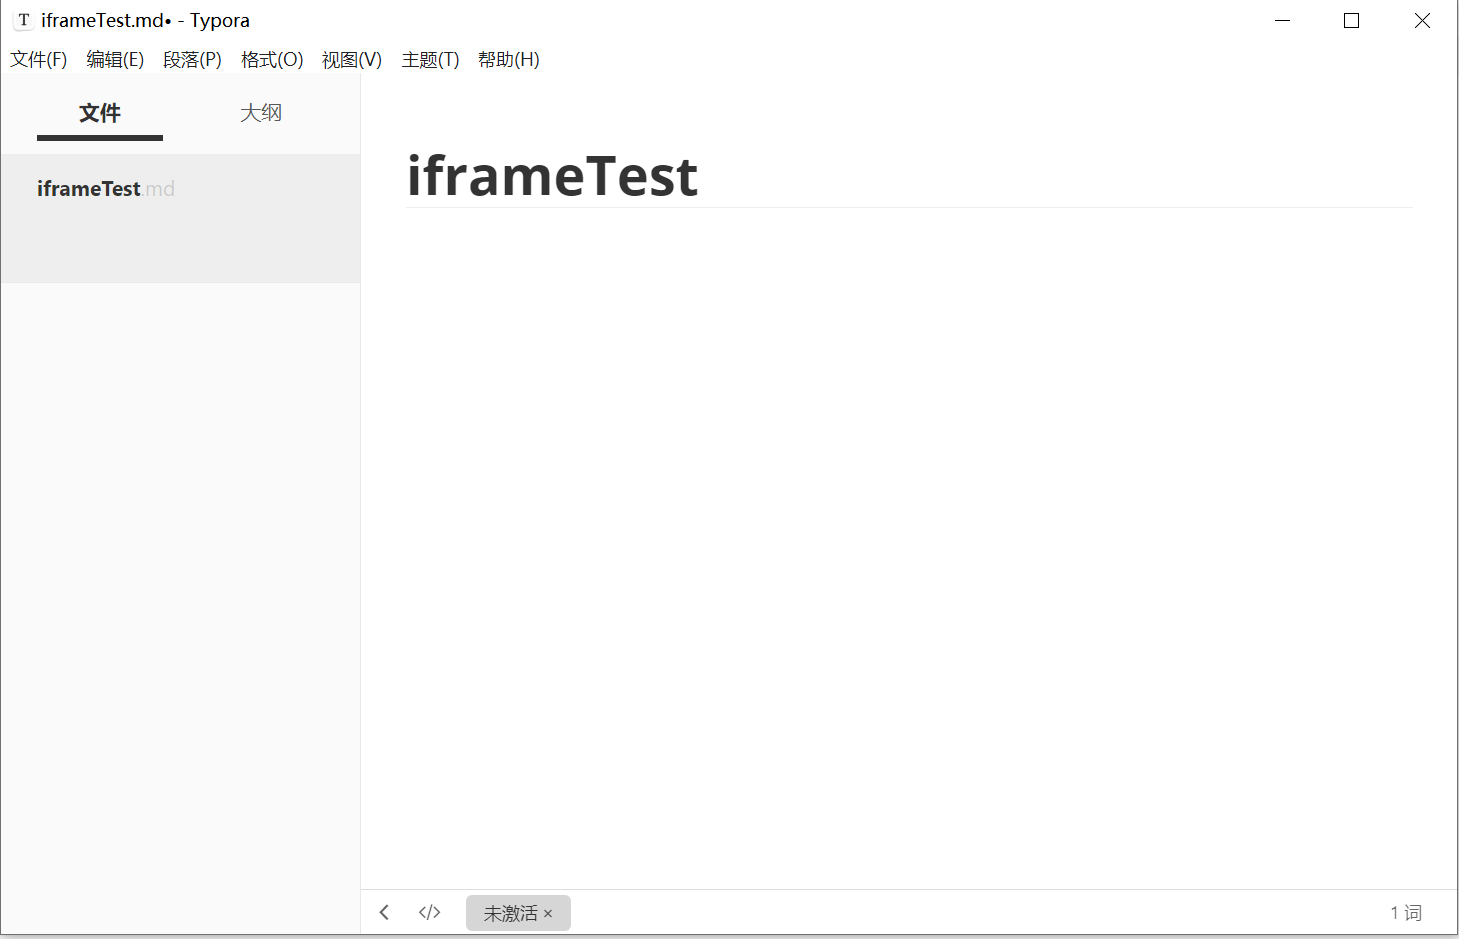 T iframeTest.md• - Typora
文件(F) 编辑(E) 段落(P) 格式(O) 视图(V) 主题(T) 帮助(H)
文件 大纲
iframeTest.md
iframeTest
</> 未激活 × 1 词